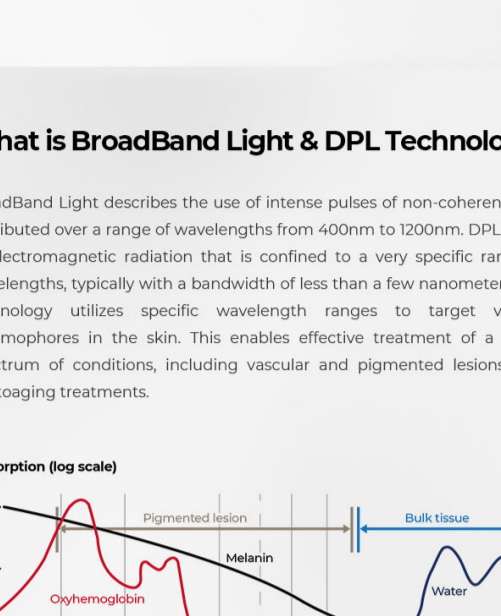 hat is BroadBand Light & DPL Technolo
dBand Light describes the use of intense pulses of non-coheren
ibuted over a range of wavelengths from 400nm to 1200nm. DPL
lectromagnetic radiation that is confined to a very specific ra
elengths, typically with a bandwidth of less than a few nanomete
nology utilizes specific wavelength ranges to target v
mophores in the skin. This enables effective treatment of a
ctrum of conditions, including vascular and pigmented lesions
toaging treatments.
orption (log scale)
Pigmented lesion
Bulk tissue
Melanin
Water
Oxyhemoglobin